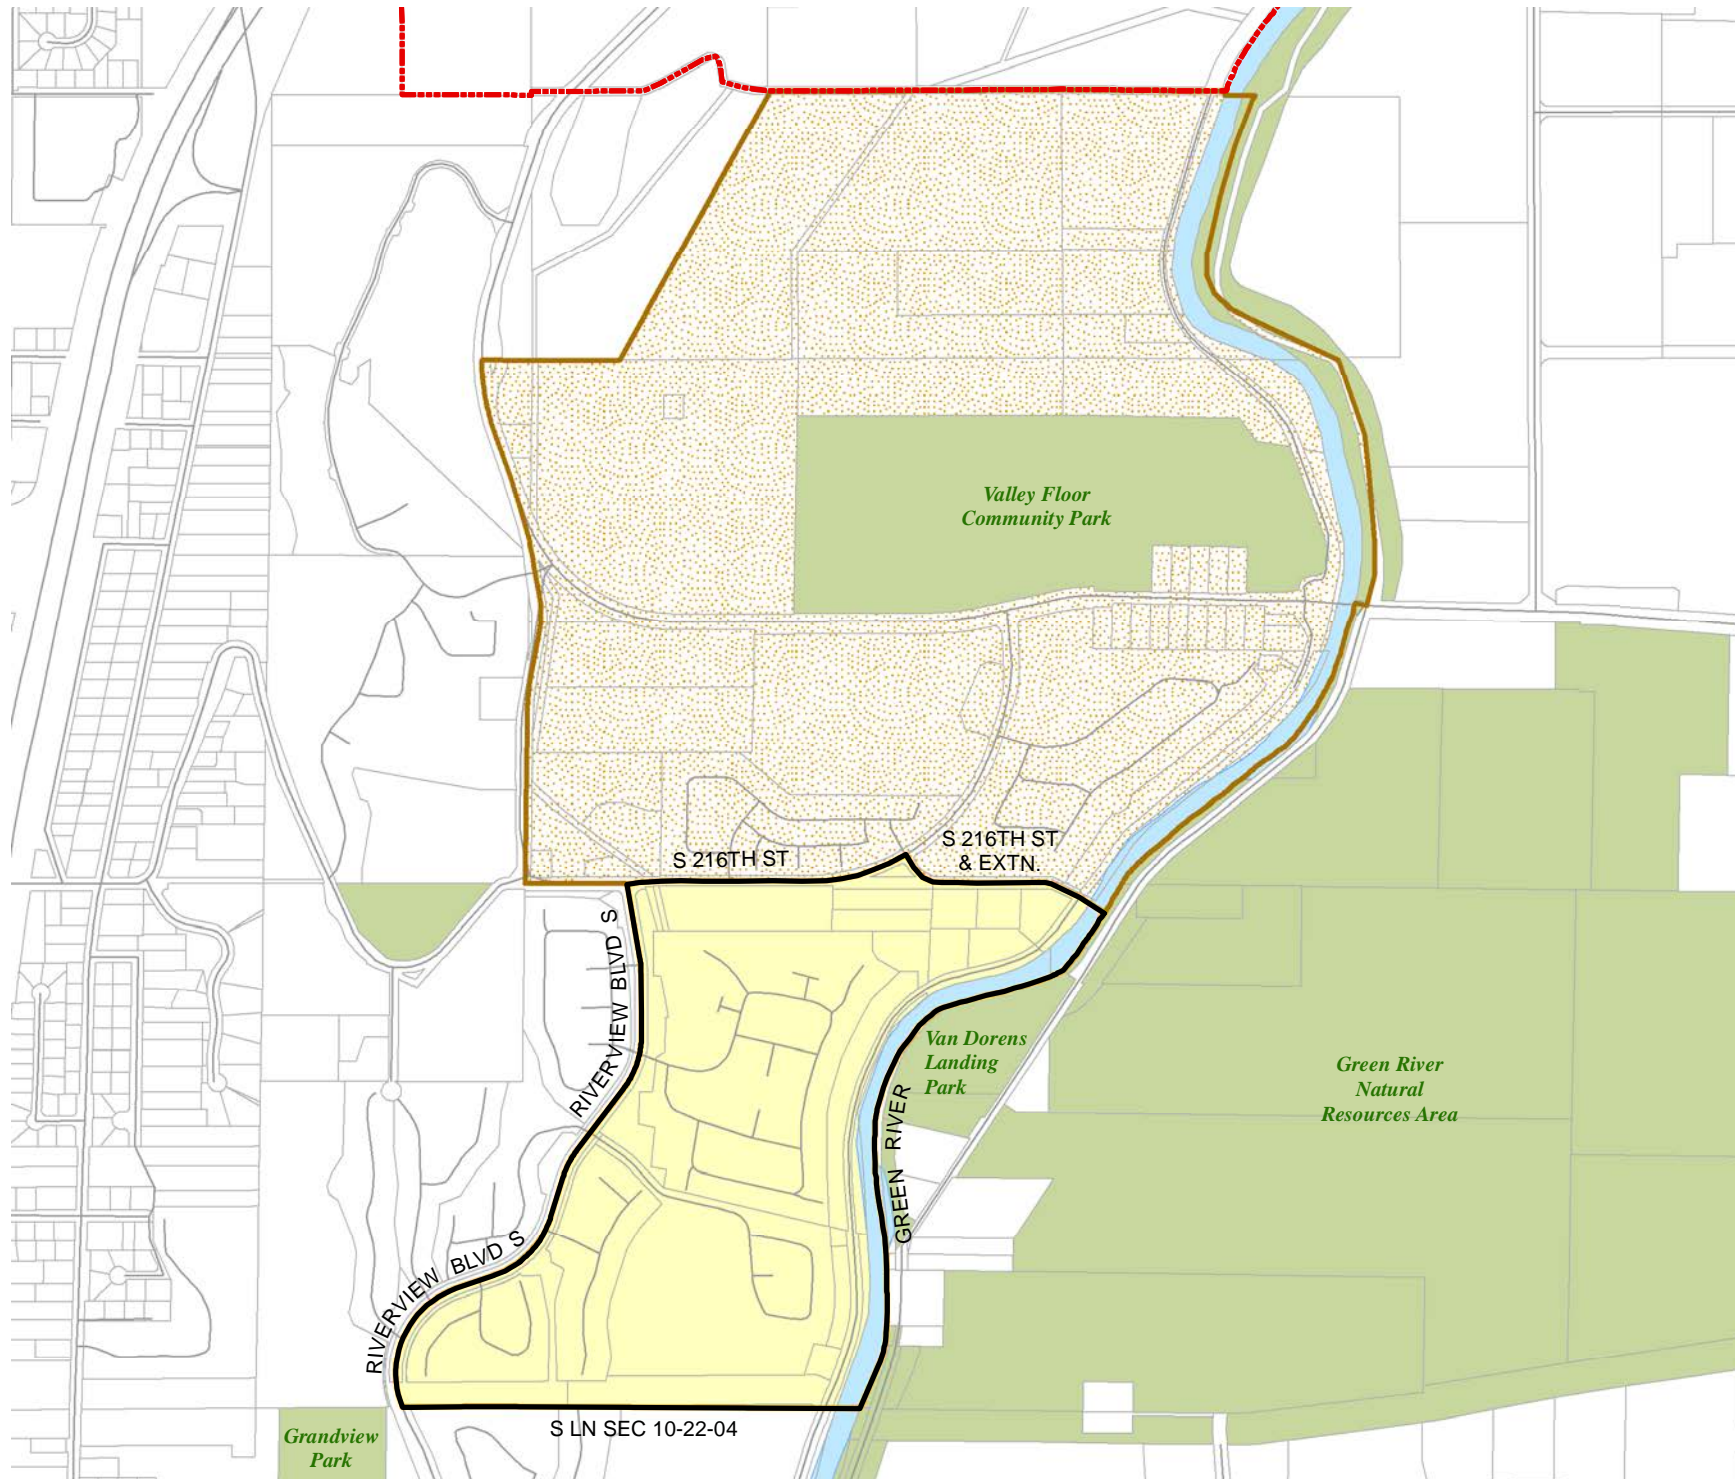 Valley Floor
Community Park
S 216TH ST
S 216TH ST
& EXTN.
RIVERVIEW BLVD S
Van Dorens
Landing
Park
GREEN RIVER
Green River
Natural
Resources Area
RIVERVIEW BLVD S
S LN SEC 10-22-04
Grandview
Park